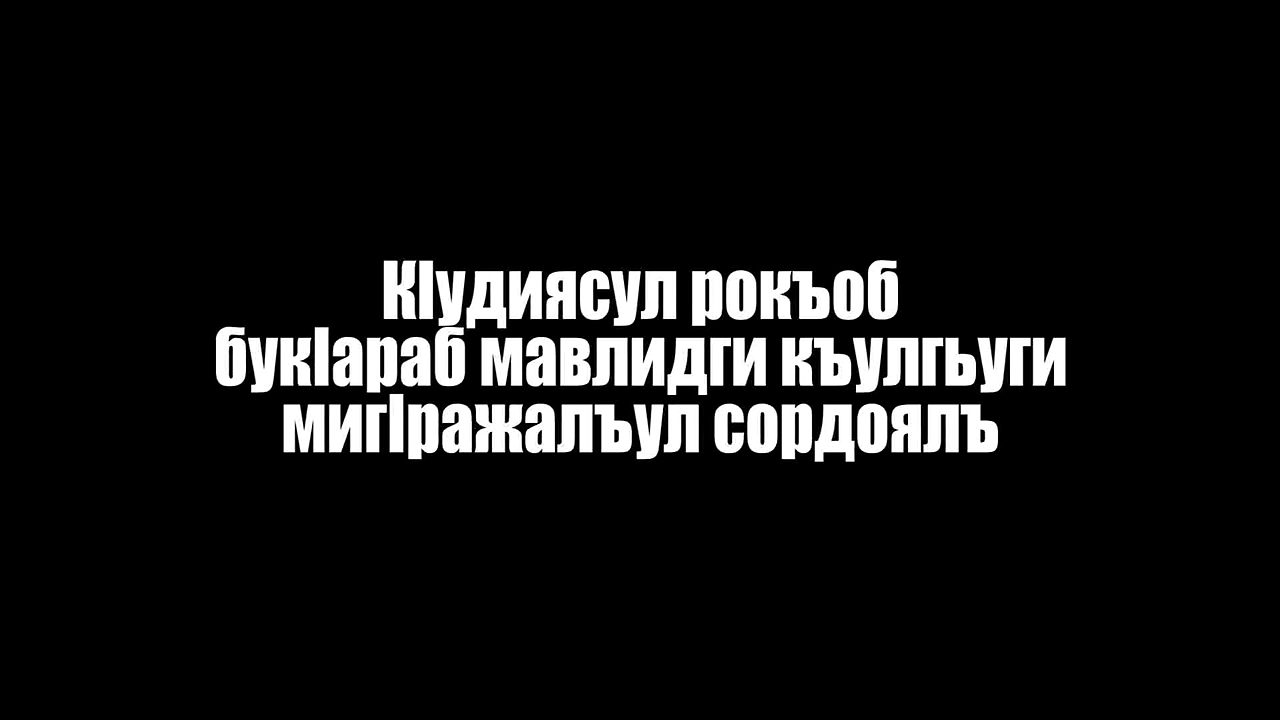 КӀудиясул рокъоб
букӀараб мавлидги къулгьуги
мигӀражалъул сордоялъ